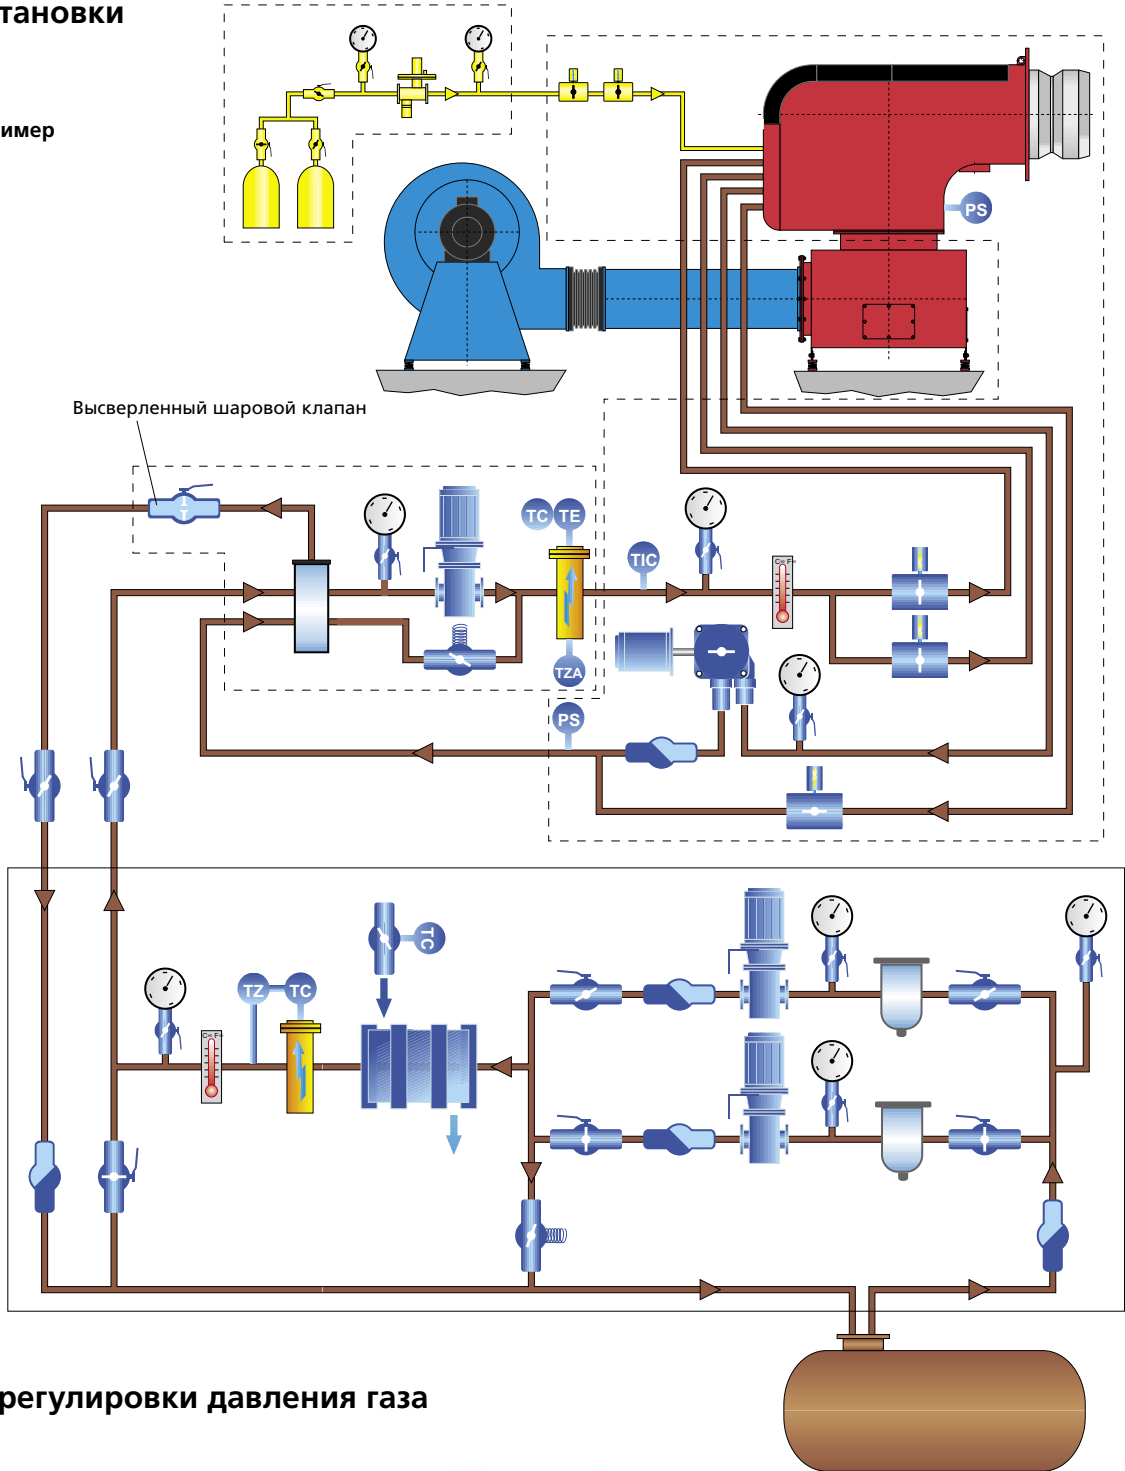 тановки
имер
PS
Высверленный шаровой клапан
TC TE
TIC
C° F°
TZA
PS
TC
TZ TC
C° F°
регулировки давления газа